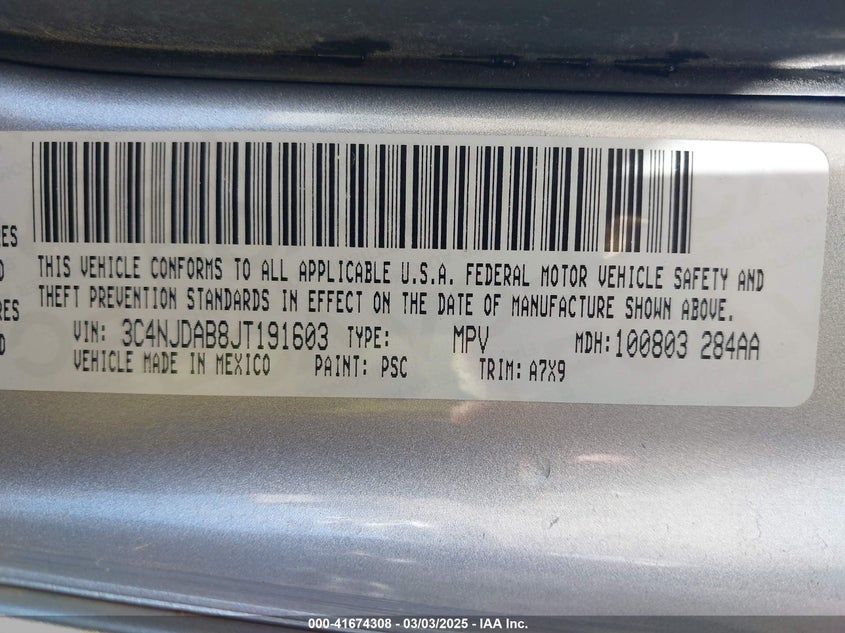 THIS VEHICLE CONFORMS TO ALL APPLICABLE U.S.A. FEDERAL MOTOR VEHICLE SAFETY AND
THEFT PREVENTION STANDARDS IN EFFECT ON THE DATE OF MANUFACTURE SHOWN ABOVE.
VIN: 3C4NJDAB8JT191603 TYPE: MPV MDH: 100803 284AA
VEHICLE MADE IN MEXICO PAINT: PSC TRIM: A7X9
000-41674308 - 03/03/2025 - IAA Inc.